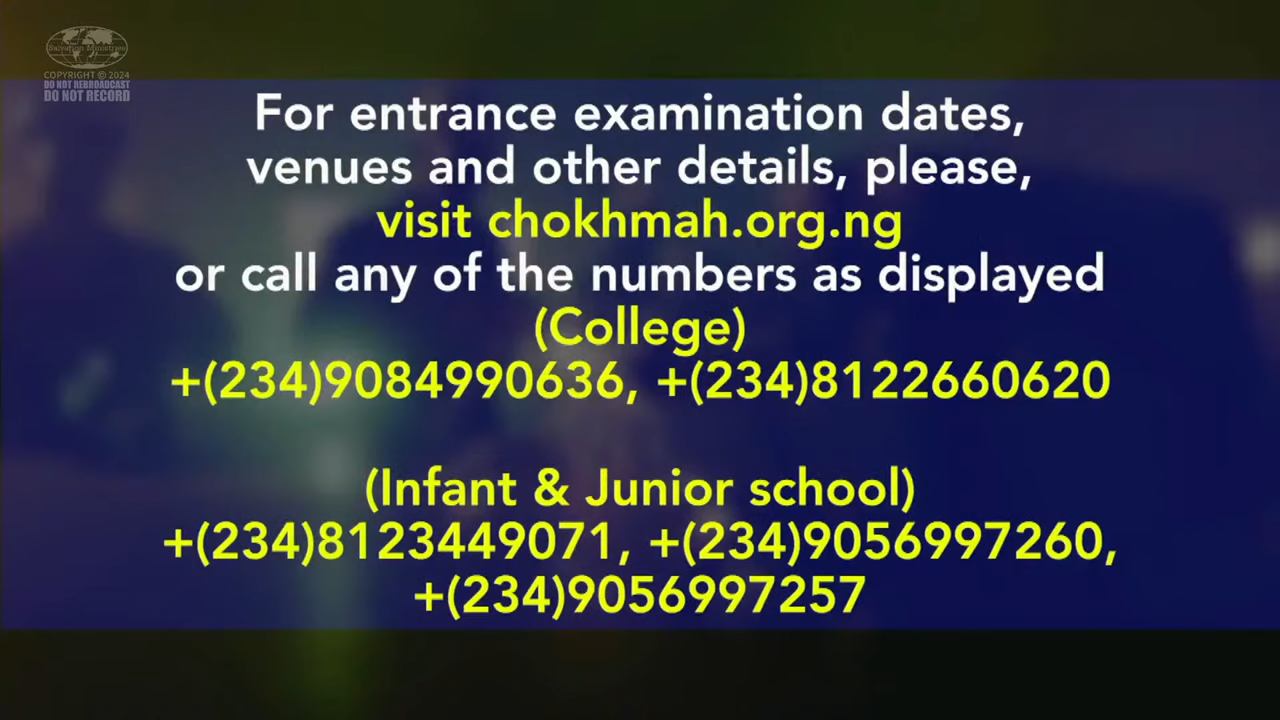 Salvation Ministries
COPYRIGHT © 2024
DO NOT REBROADCAST
DO NOT RECORD
For entrance examination dates,
venues and other details, please,
visit chokhmah.org.ng
or call any of the numbers as displayed
(College)
+(234)9084990636, +(234)8122660620
(Infant & Junior school)
+(234)8123449071, +(234)9056997260,
+(234)9056997257